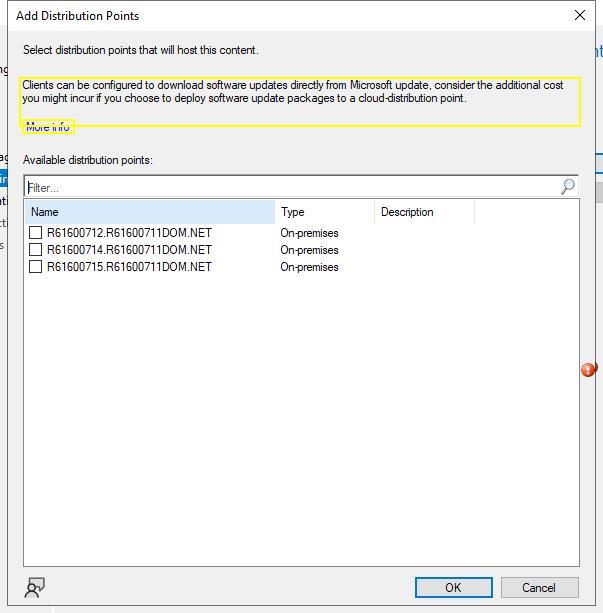 Add Distribution Points
Select distribution points that will host this content.
Clients can be configured to download software updates directly from Microsoft update, consider the additional cost
you might incur if you choose to deploy software update packages to a cloud-distribution point.
More info
Available distribution points:
Filter...
Name Type Description
R61600712.R61600711DOM.NET On-premises
R61600714.R61600711DOM.NET On-premises
R61600715.R61600711DOM.NET On-premises
OK Cancel